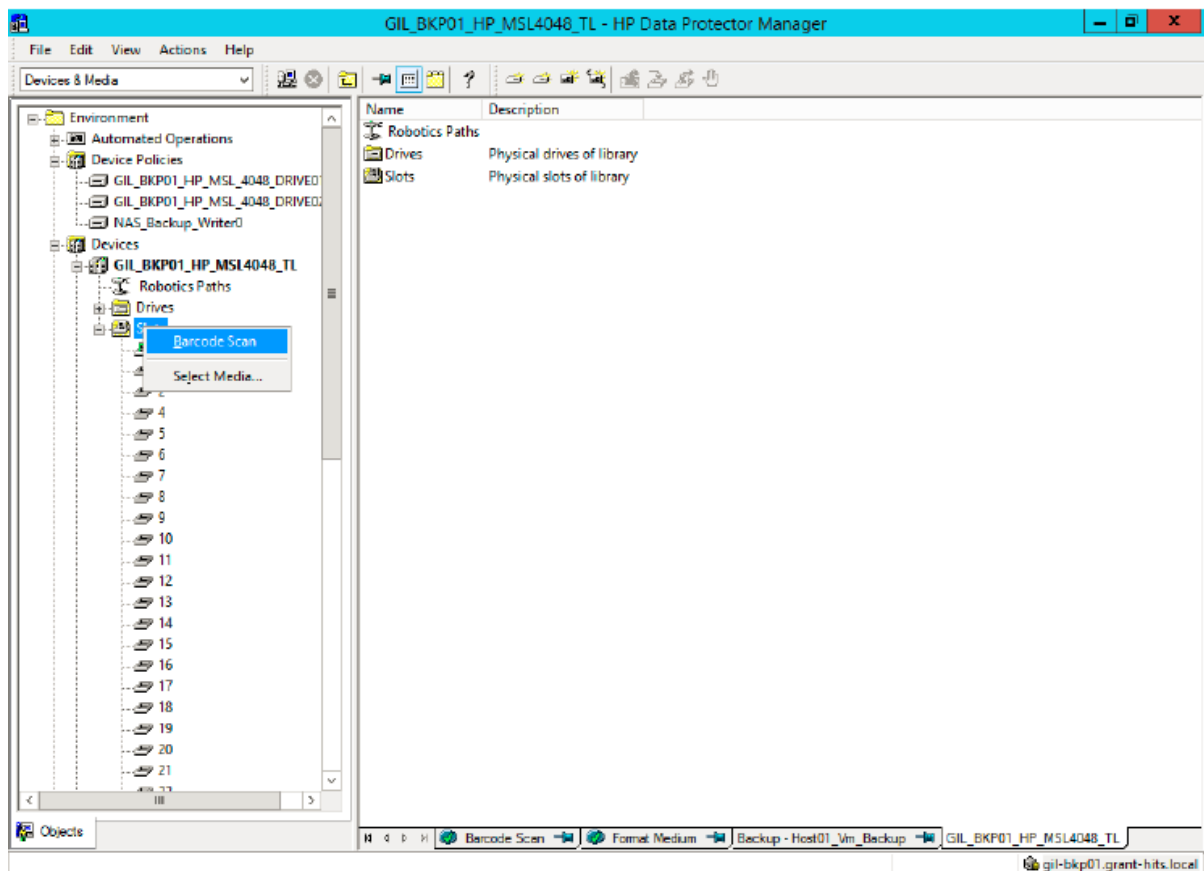 GIL_BKP01_HP_MSL4048_TL - HP Data Protector Manager
File Edit View Actions Help
Devices & Media
Environment
Automated Operations
Device Policies
GIL_BKP01_HP_MSL_4048_DRIVE01
GIL_BKP01_HP_MSL_4048_DRIVE02
NAS_Backup_Writer0
Devices
GIL_BKP01_HP_MSL4048_TL
Robotics Paths
Drives
Barcode Scan
Select Media...
4
5
6
7
8
9
10
11
12
13
14
15
16
17
18
19
20
21
Objects
Name Description
Robotics Paths
Drives Physical drives of library
Slots Physical slots of library
Barcode Scan Format Medium Backup - Host01_Vm_Backup GIL_BKP01_HP_MSL4048_TL
gil-bkp01.grant-hits.local